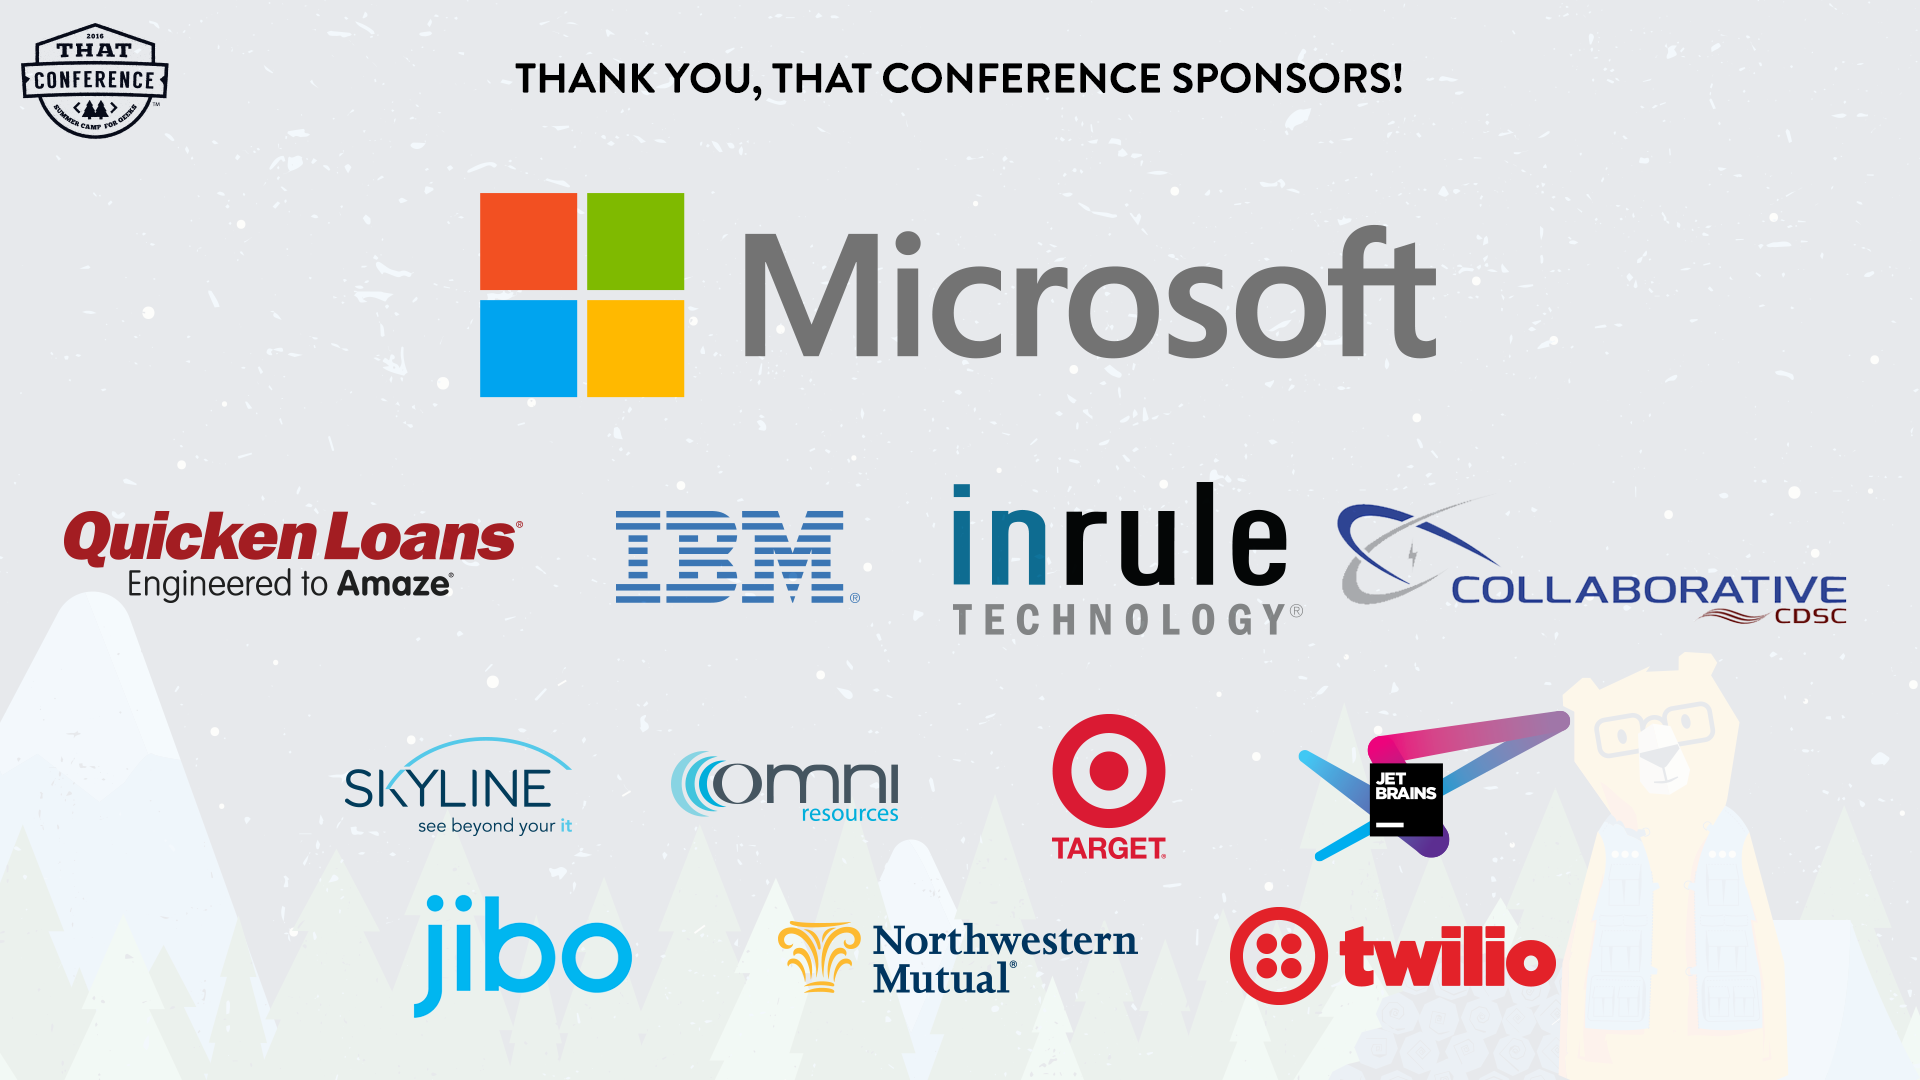 2016
THAT
CONFERENCE
SUMMER CAMP FOR GEEKS
TM
THANK YOU, THAT CONFERENCE SPONSORS!
Microsoft
Quicken Loans®
Engineered to Amaze®
IBM®
inrule
TECHNOLOGY®
COLLABORATIVE
CDSC
SKYLINE
see beyond your it
omni
resources
TARGET®
JET
BRAINS
jibo
Northwestern
Mutual®
twilio